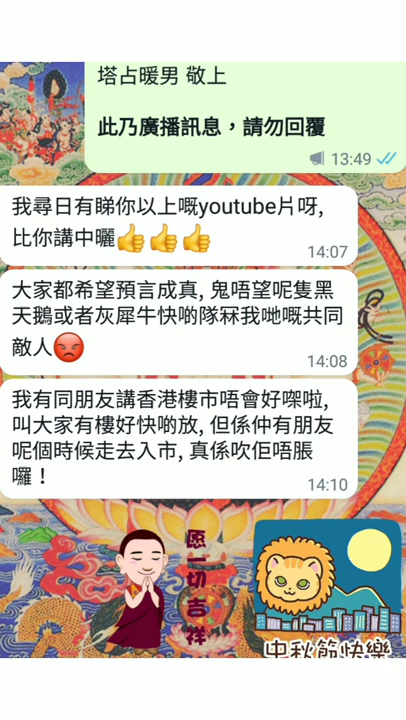 塔占暖男 敬上
此乃廣播訊息，請勿回覆
13:49
我尋日有睇你以上嘅youtube片呀,
比你講中曬👍👍👍
14:07
大家都希望預言成真, 鬼唔望呢隻黑
天鵝或者灰犀牛快啲隊冧我哋嘅共同
敵人😡
14:08
我有同朋友講香港樓市唔會好㗎啦,
叫大家有樓好快啲放, 但係仲有朋友
呢個時候走去入市, 真係吹佢唔脹
囉！
14:10
愿一切吉祥
中秋節快樂